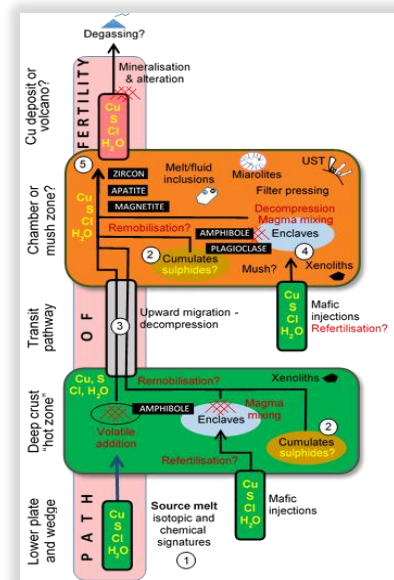 Degassing?
Mineralisation
& alteration
Cu
S
Cl
H₂O
Cu deposit or
volcano?
FERTILITY
5
ZIRCON
APATITE
MAGNETITE
Melt/fluid
inclusions
Miarolites
UST
Filter pressing
Decompression
Magma mixing
Cu
S
Cl
H₂O
Remobilisation?
AMPHIBOLE
Enclaves
PLAGIOCLASE
2
4
Cumulates
sulphides?
Mush?
Xenoliths
Chamber or
mush zone?
OF
3
Upward migration -
decompression
Cu
S
Cl
H₂O
Mafic
injections
Refertilisation?
Transit
pathway
Cu, S
Cl, H₂O
Remobilisation?
Xenoliths
AMPHIBOLE
Magma
mixing
Volatile
addition
Enclaves
2
Cumulates
sulphides?
Refertilisation?
Deep crust
“hot zone”
PATH
Cu
S
Cl
H₂O
Source melt
isotopic and
chemical
signatures
1
Cu
S
Cl
H₂O
Mafic
injections
Lower plate
and wedge